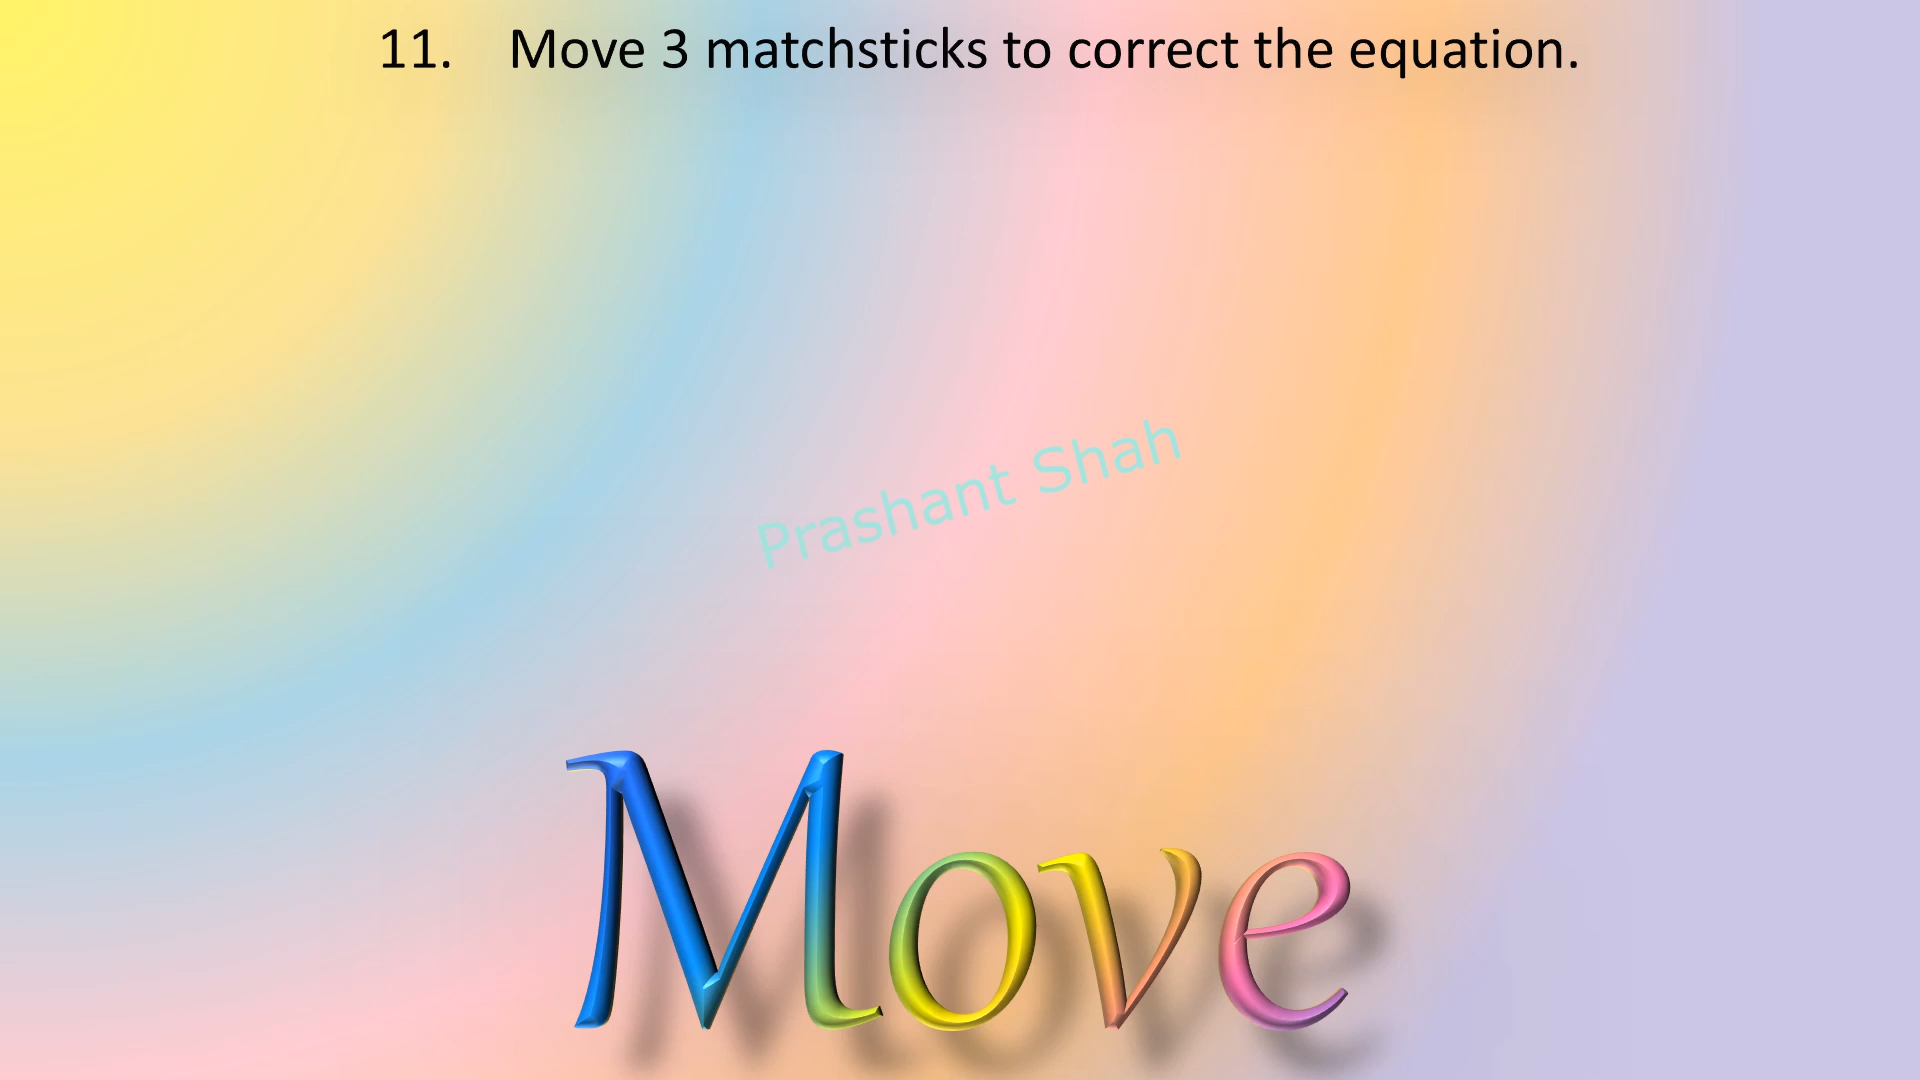 11. Move 3 matchsticks to correct the equation.
Prashant Shah
Move